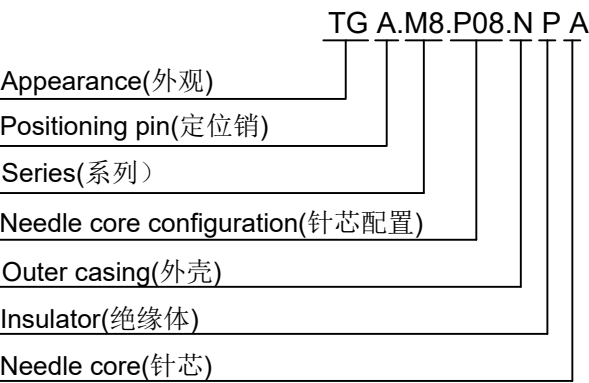 TG A.M8.P08.N P A
Appearance(外观)
Positioning pin(定位销)
Series(系列）
Needle core configuration(针芯配置)
Outer casing(外壳)
Insulator(绝缘体)
Needle core(针芯)